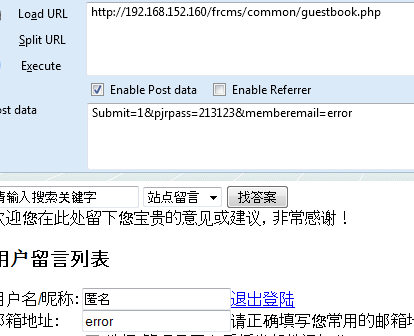 Load URL
http://192.168.152.160/frcms/common/guestbook.php
Split URL
Execute
Enable Post data Enable Referrer
ost data
Submit=1&pjrpass=213123&memberemail=error
请输入搜索关键字 站点留言 找答案
欢迎您在此处留下您宝贵的意见或建议, 非常感谢！
用户留言列表
用户名/昵称: 匿名 退出登陆
邮箱地址: error 请正确填写您常用的邮箱地